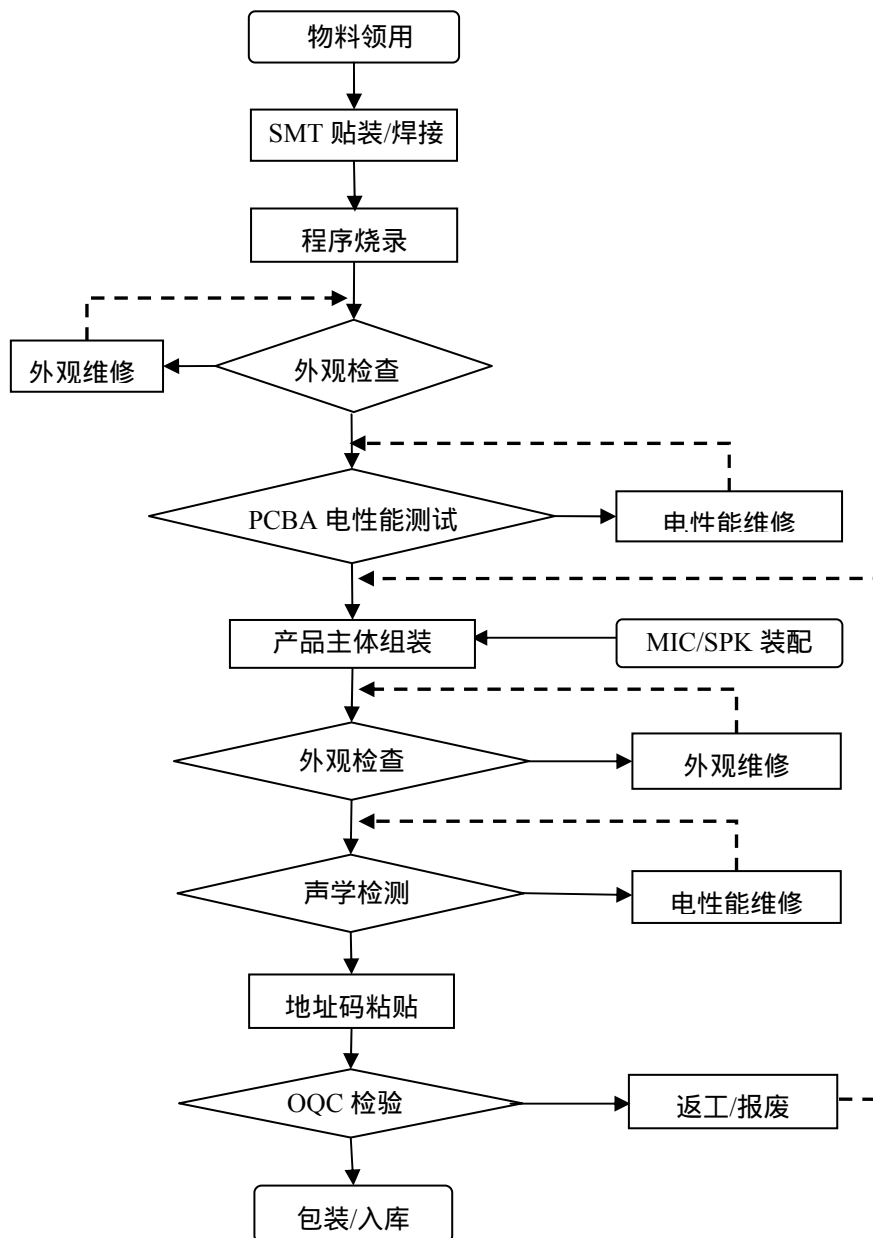 物料领用
SMT 贴装/焊接
程序烧录
外观维修
外观检查
PCBA 电性能测试
电性能维修
产品主体组装
MIC/SPK 装配
外观检查
外观维修
声学检测
电性能维修
地址码粘贴
OQC 检验
返工/报废
包装/入库